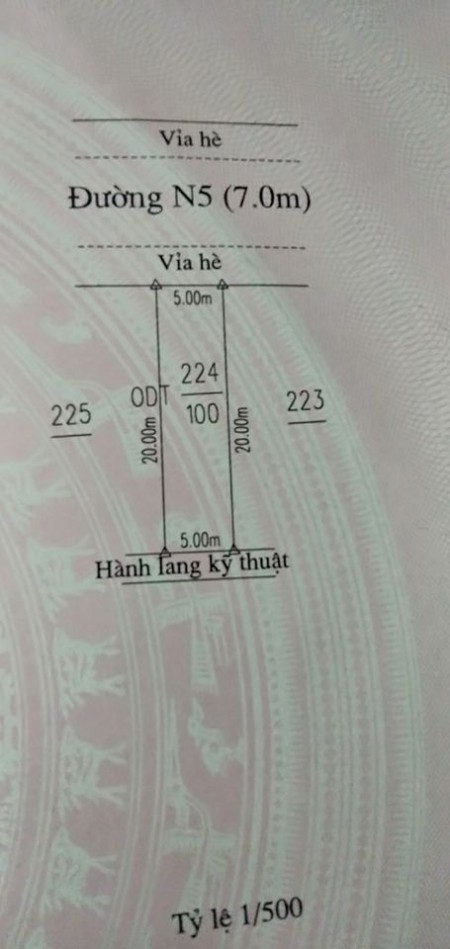 Vỉa hè
Đường N5 (7.0m)
Vỉa hè
5.00m
224
ODT
100
225
223
20.00m
20.00m
5.00m
Hành lang kỹ thuật
Tỷ lệ 1/500